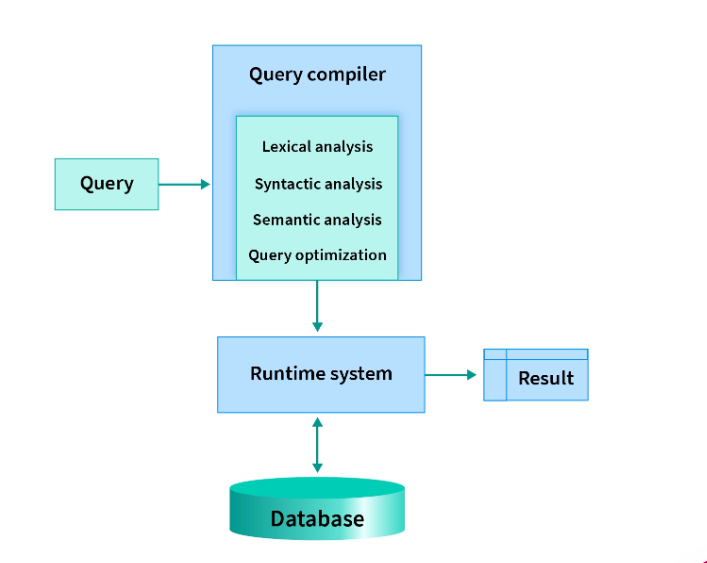 Query compiler
Lexical analysis
Query
Syntactic analysis
Semantic analysis
Query optimization
Runtime system
Result
Database